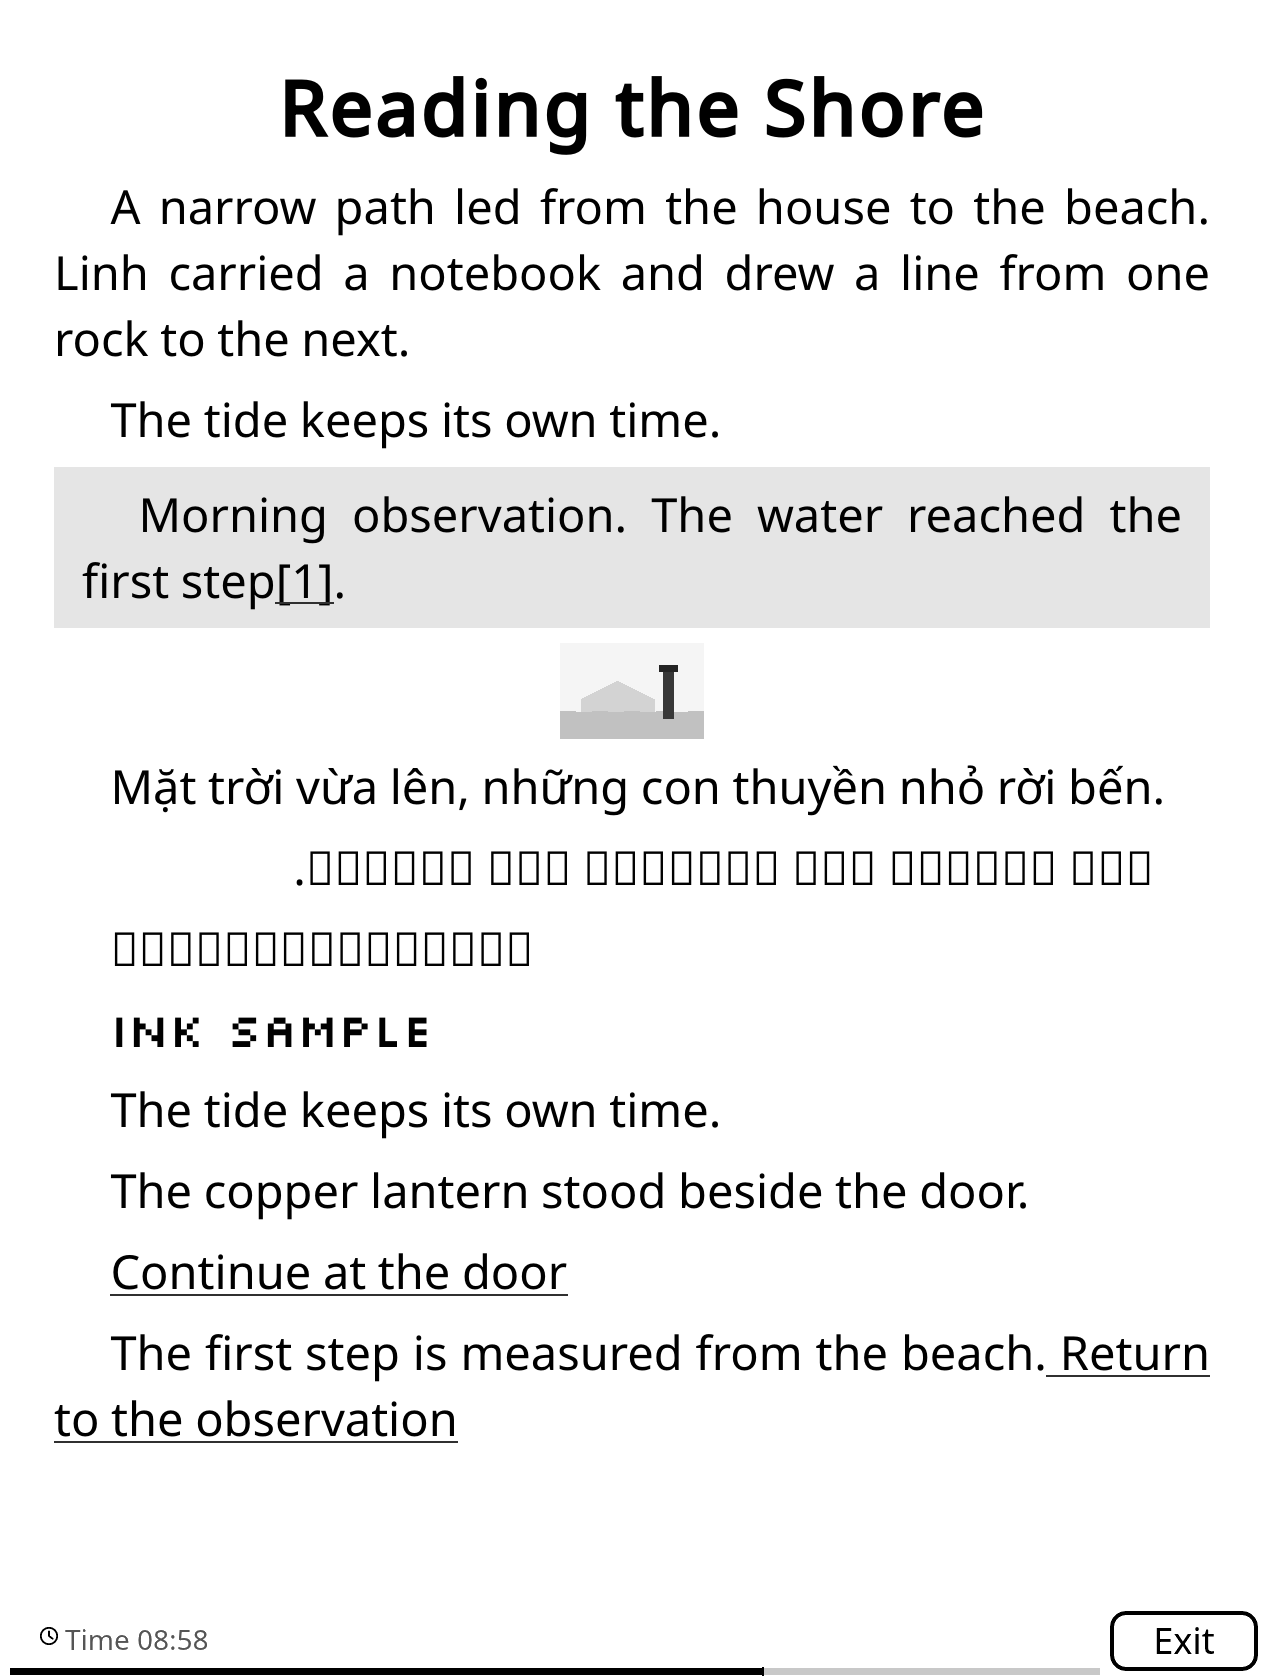 Reading the Shore
A narrow path led from the house to the beach.
Linh carried a notebook and drew a line from one
rock to the next.
The tide keeps its own time.
Morning observation. The water reached the
first step[1].
Mặt trời vừa lên, những con thuyền nhỏ rời bến.
INK SAMPLE
The tide keeps its own time.
The copper lantern stood beside the door.
Continue at the door
The first step is measured from the beach. Return
to the observation
Time 08:58
Exit